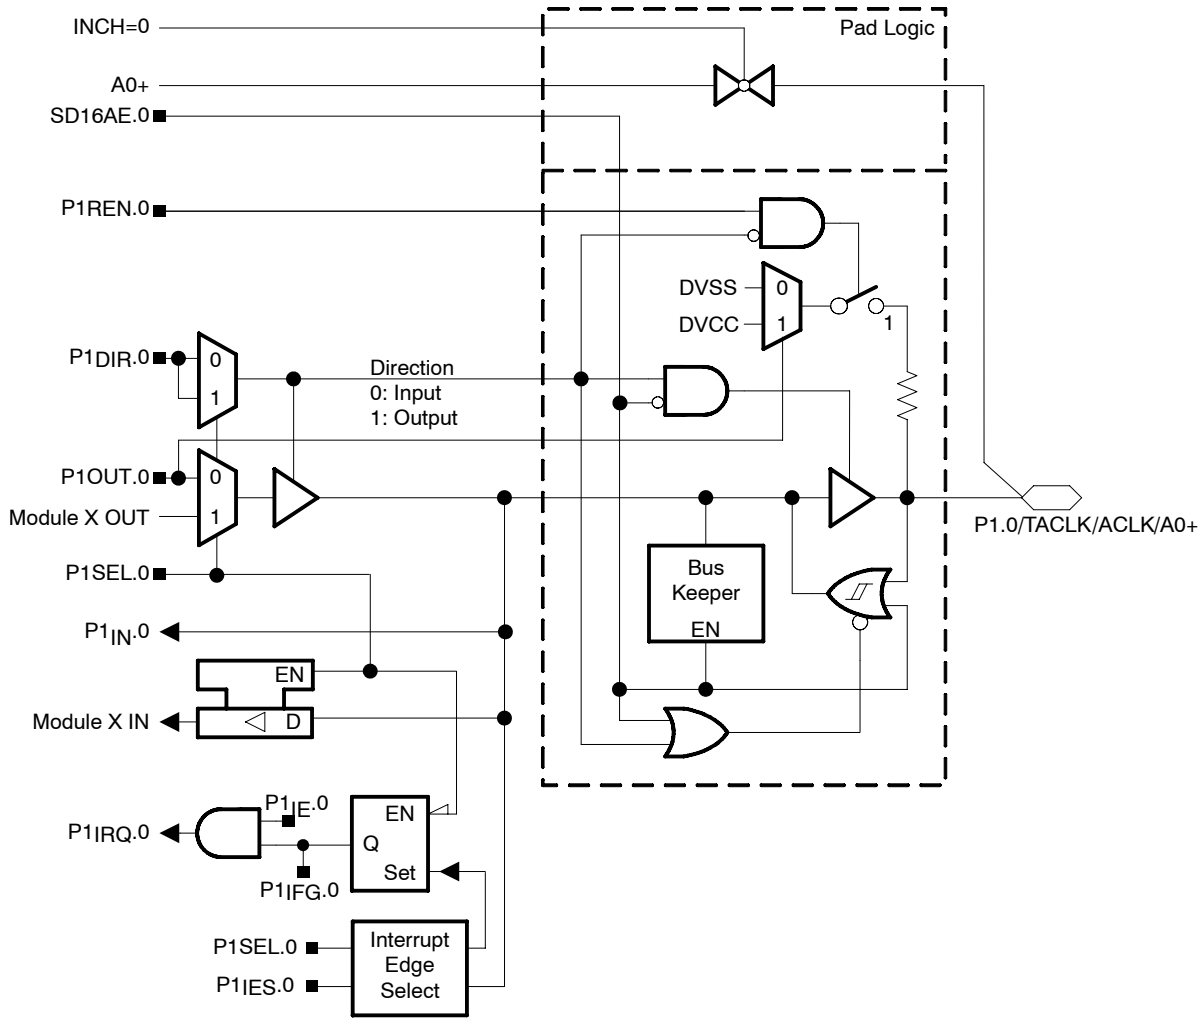 INCH=0
Pad Logic
A0+
SD16AE.0
P1REN.0
DVSS
0
DVCC
1
1
P1DIR.0
0
1
Direction
0: Input
1: Output
P1OUT.0
0
Module X OUT
1
P1.0/TACLK/ACLK/A0+
P1SEL.0
Bus
Keeper
EN
P1IN.0
EN
Module X IN
D
P1IE.0
EN
P1IRQ.0
Q
Set
P1IFG.0
P1SEL.0
P1IES.0
Interrupt
Edge
Select